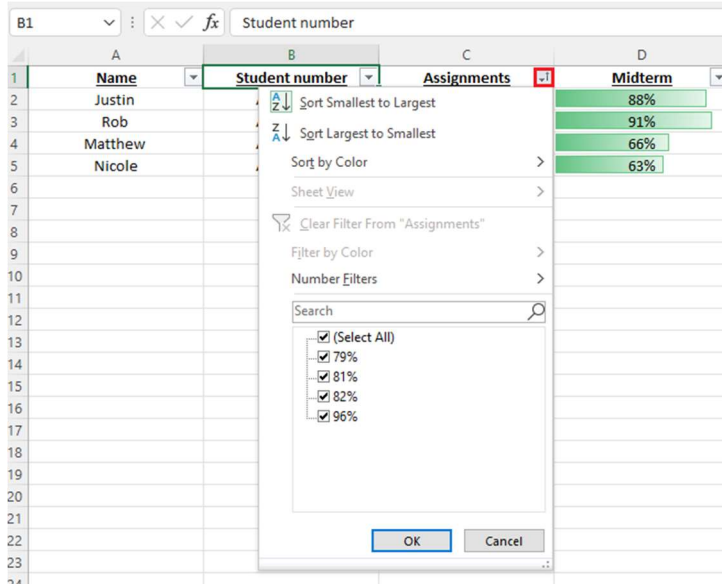 B1 fx Student number
A B C D
1 Name Student number Assignments Midterm
2 Justin 88%
3 Rob 91%
4 Matthew 66%
5 Nicole 63%
6
7
8
9
10
11
12
13
14
15
16
17
18
19
20
21
22
23
Sort Smallest to Largest
Sort Largest to Smallest
Sort by Color
Sheet View
Clear Filter From "Assignments"
Filter by Color
Number Filters
Search
(Select All)
79%
81%
82%
96%
OK Cancel